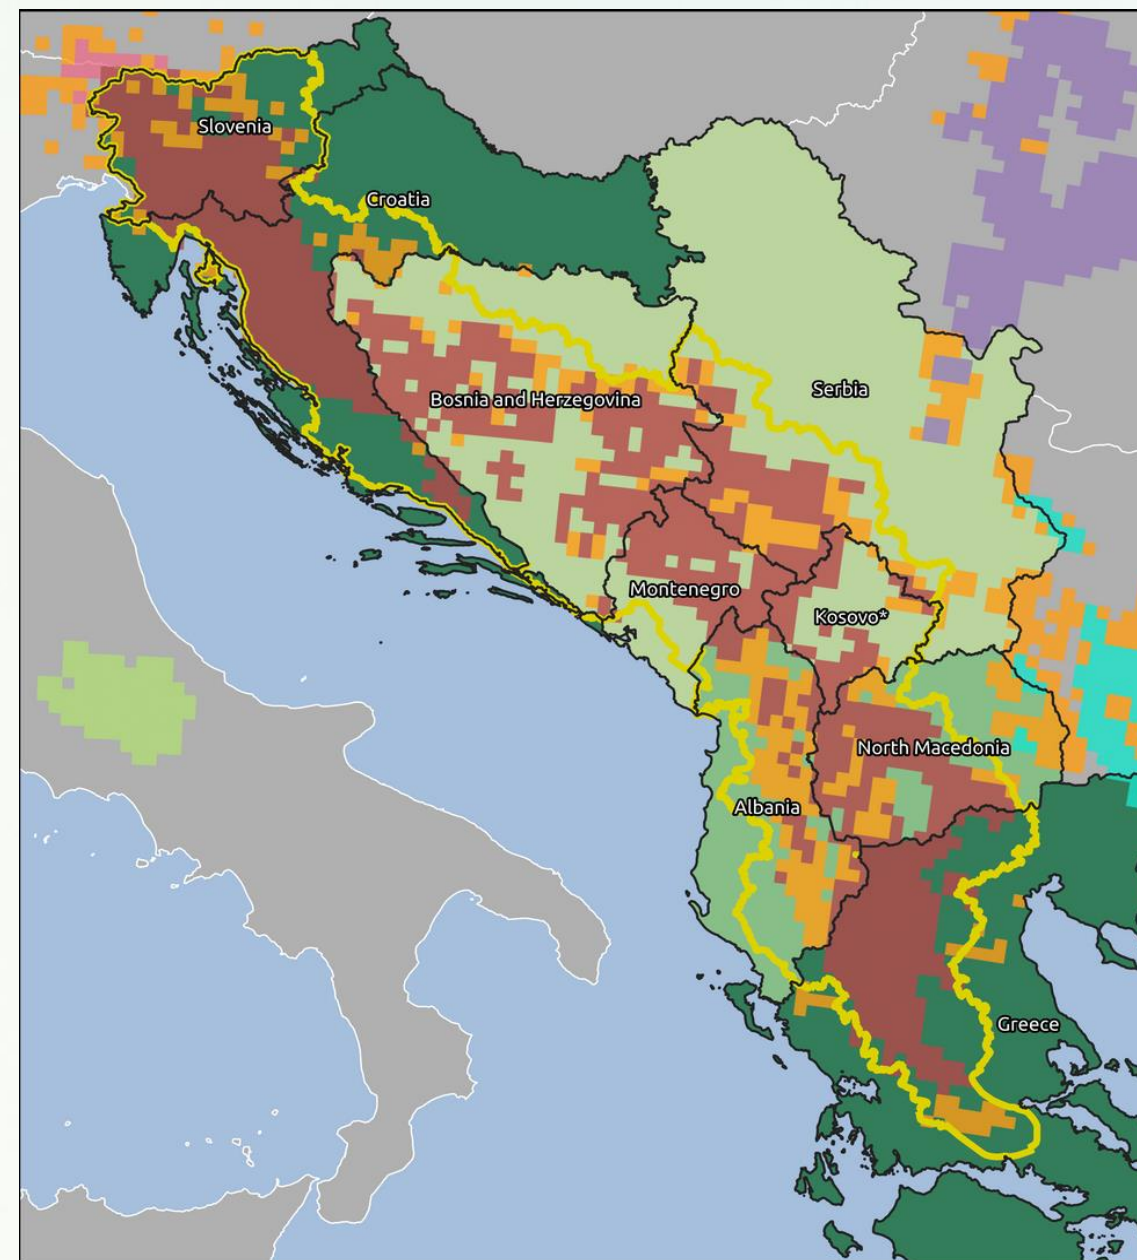 Slovenia
Croatia
Serbia
Bosnia and Herzegovina
Montenegro
Kosovo*
North Macedonia
Albania
Greece